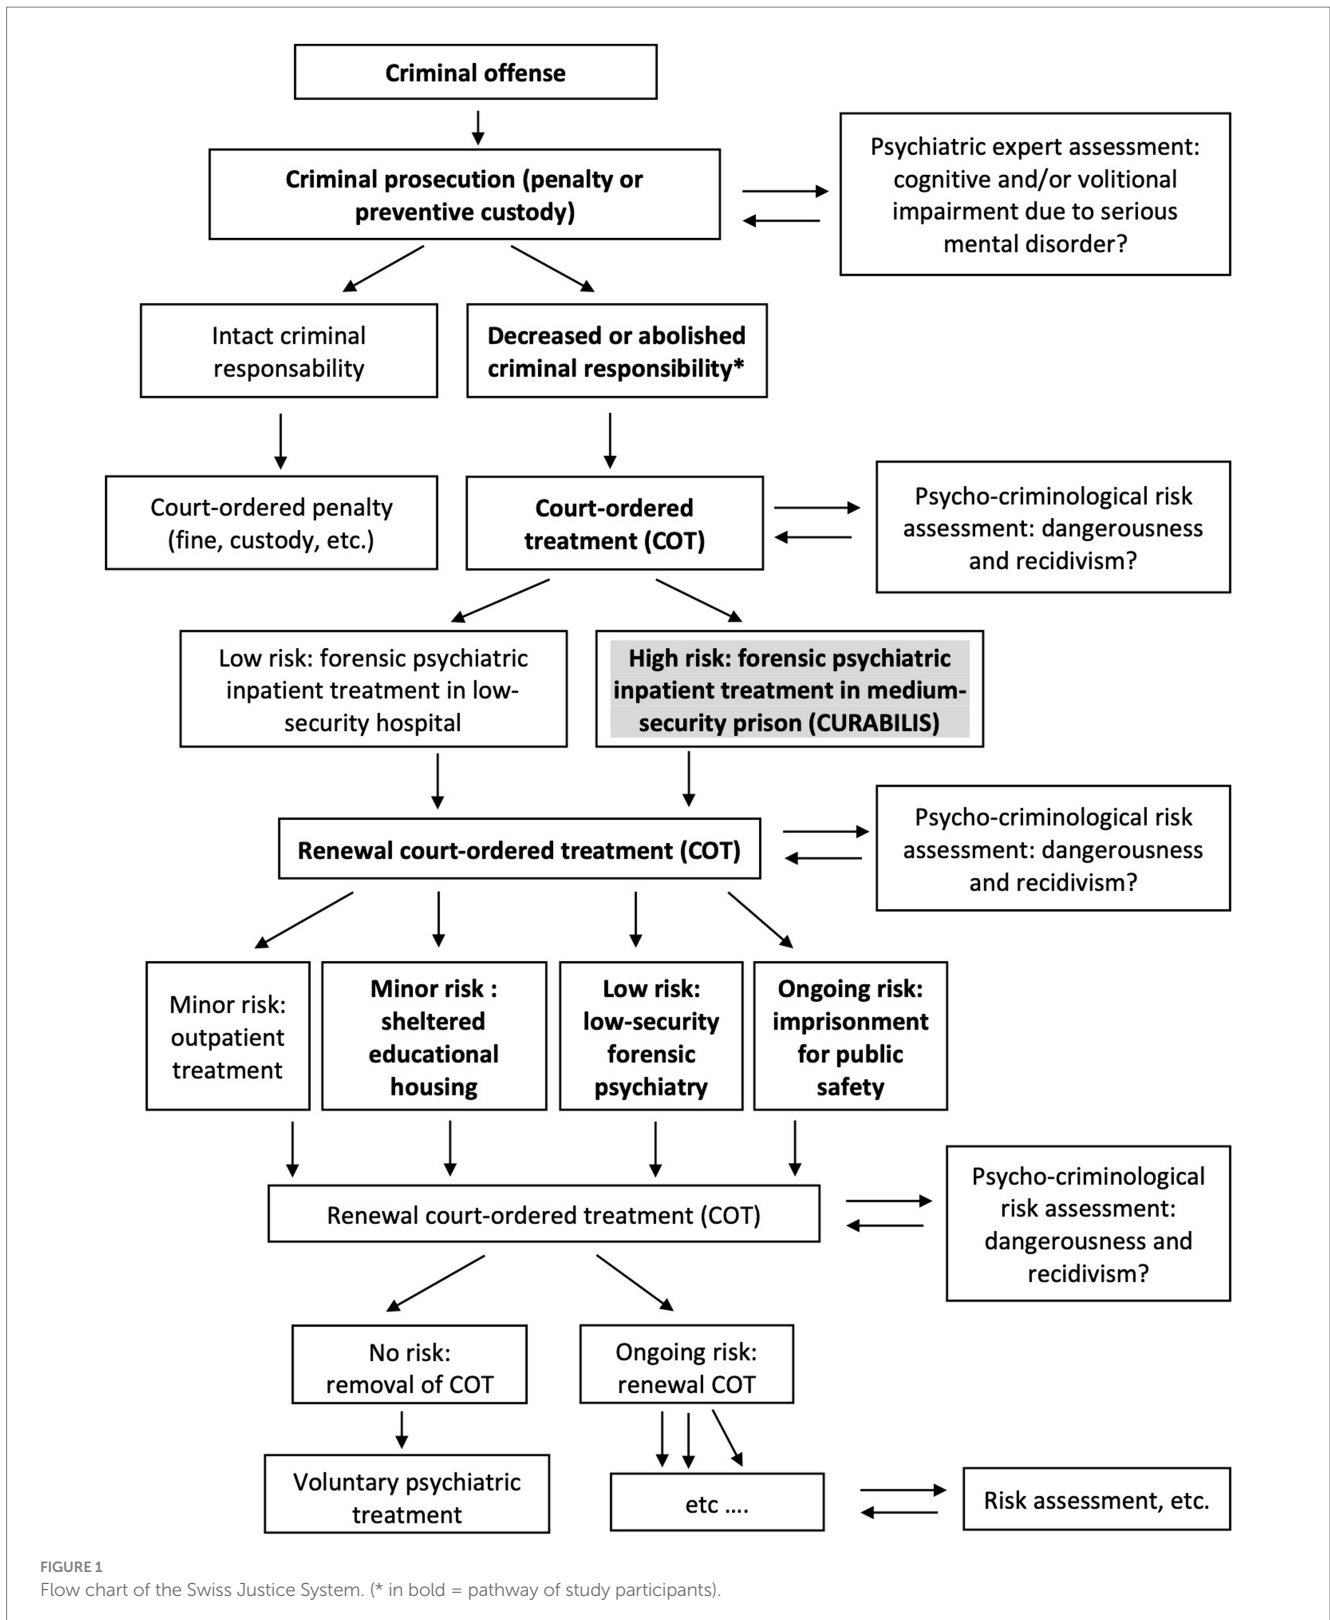 Criminal offense
Criminal prosecution (penalty or
preventive custody)
Psychiatric expert assessment:
cognitive and/or volitional
impairment due to serious
mental disorder?
Intact criminal
responsability
Decreased or abolished
criminal responsibility*
Court-ordered penalty
(fine, custody, etc.)
Court-ordered
treatment (COT)
Psycho-criminological risk
assessment: dangerousness
and recidivism?
Low risk: forensic psychiatric
inpatient treatment in low-
security hospital
High risk: forensic psychiatric
inpatient treatment in medium-
security prison (CURABILIS)
Renewal court-ordered treatment (COT)
Psycho-criminological risk
assessment: dangerousness
and recidivism?
Minor risk:
outpatient
treatment
Minor risk :
sheltered
educational
housing
Low risk:
low-security
forensic
psychiatry
Ongoing risk:
imprisonment
for public
safety
Renewal court-ordered treatment (COT)
Psycho-criminological
risk assessment:
dangerousness and
recidivism?
No risk:
removal of COT
Ongoing risk:
renewal COT
Voluntary psychiatric
treatment
etc ....
Risk assessment, etc.
FIGURE 1
Flow chart of the Swiss Justice System. (* in bold = pathway of study participants).